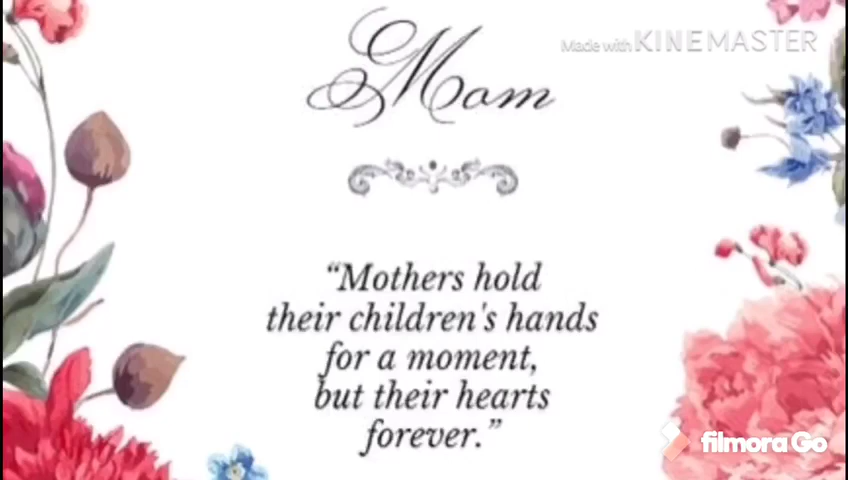 Mom
Made with KINEMASTER
“Mothers hold
their children's hands
for a moment,
but their hearts
forever.”
filmora Go